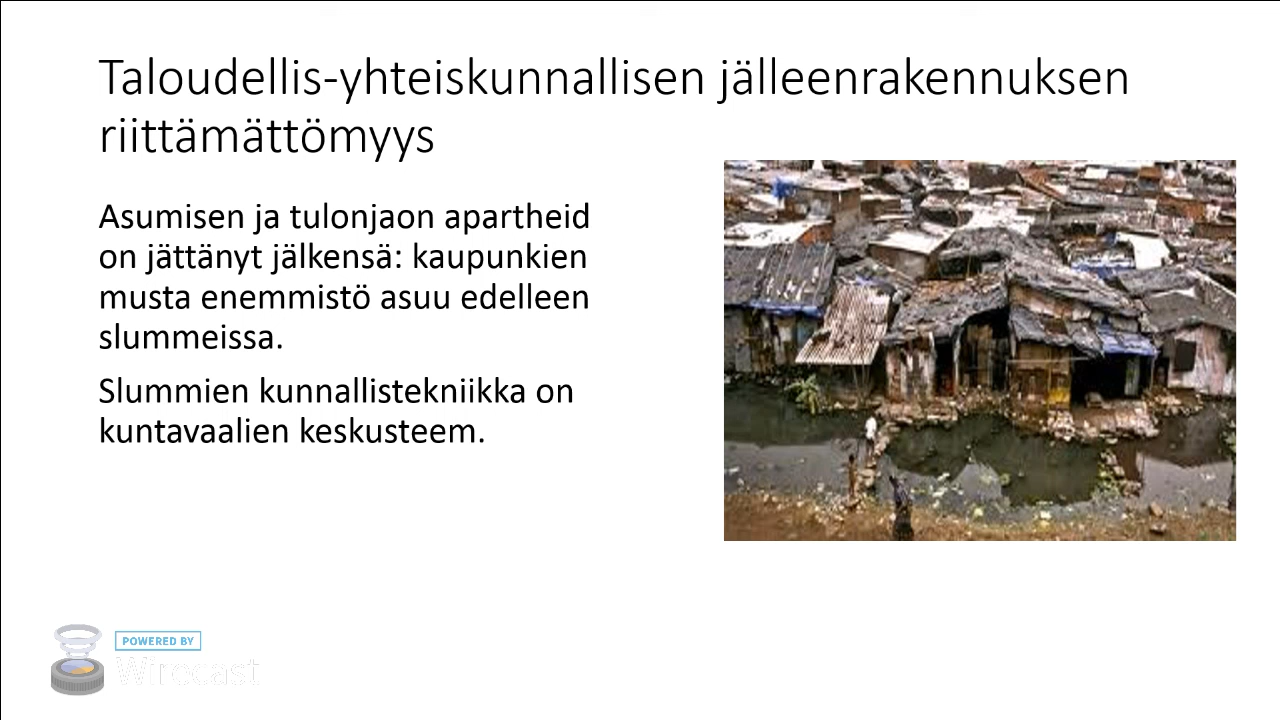 Taloudellis-yhteiskunnallisen jälleenrakennuksen
riittämättömyys
Asumisen ja tulonjaon apartheid
on jättänyt jälkensä: kaupunkien
musta enemmistö asuu edelleen
slummeissa.
Slummien kunnallistekniikka on
kuntavaalien keskusteem.
POWERED BY
Wirecast